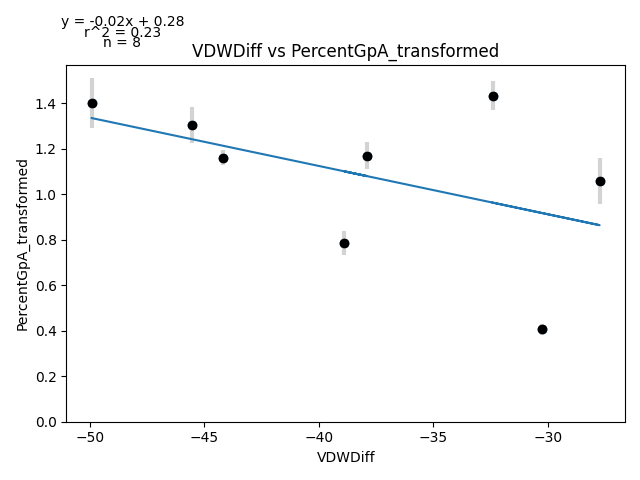 y = -0.02x + 0.28
r^2 = 0.23
n = 8
VDWDiff vs PercentGpA_transformed
PercentGpA_transformed
1.4
1.2
1.0
0.8
0.6
0.4
0.2
0.0
−50
−45
−40
−35
−30
VDWDiff